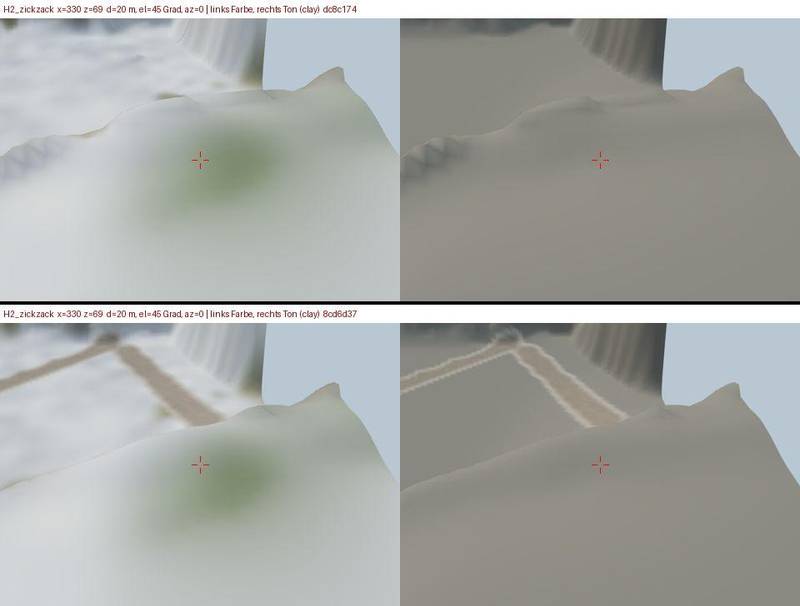 H2_zickzack x=330 z=69 d=20 m, el=45 Grad, az=0 | links Farbe, rechts Ton (clay) dc8c174
H2_zickzack x=330 z=69 d=20 m, el=45 Grad, az=0 | links Farbe, rechts Ton (clay) 8cd6d37